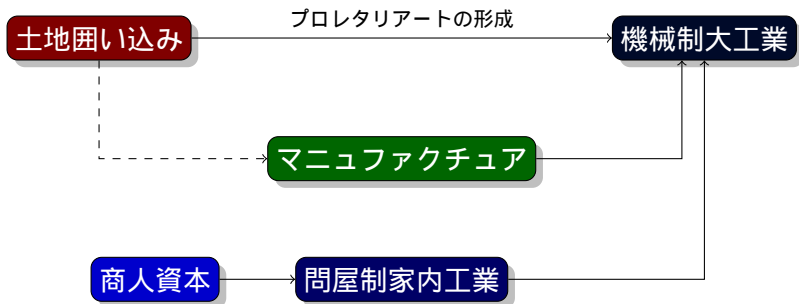 プロレタリアートの形成
土地囲い込み
機械制大工業
マニュファクチュア
商人資本
問屋制家内工業